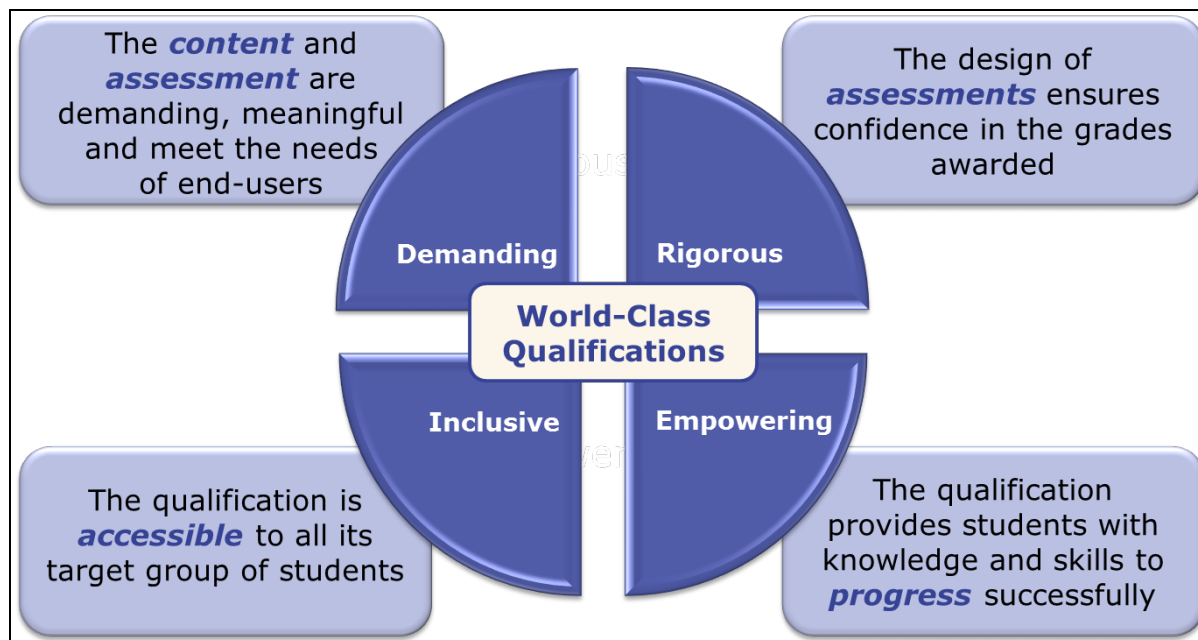 The content and
assessment are
demanding, meaningful
and meet the needs
of end-users
The design of
assessments ensures
confidence in the grades
awarded
Demanding
Rigorous
World-Class
Qualifications
Inclusive
Empowering
The qualification is
accessible to all its
target group of students
The qualification
provides students with
knowledge and skills to
progress successfully